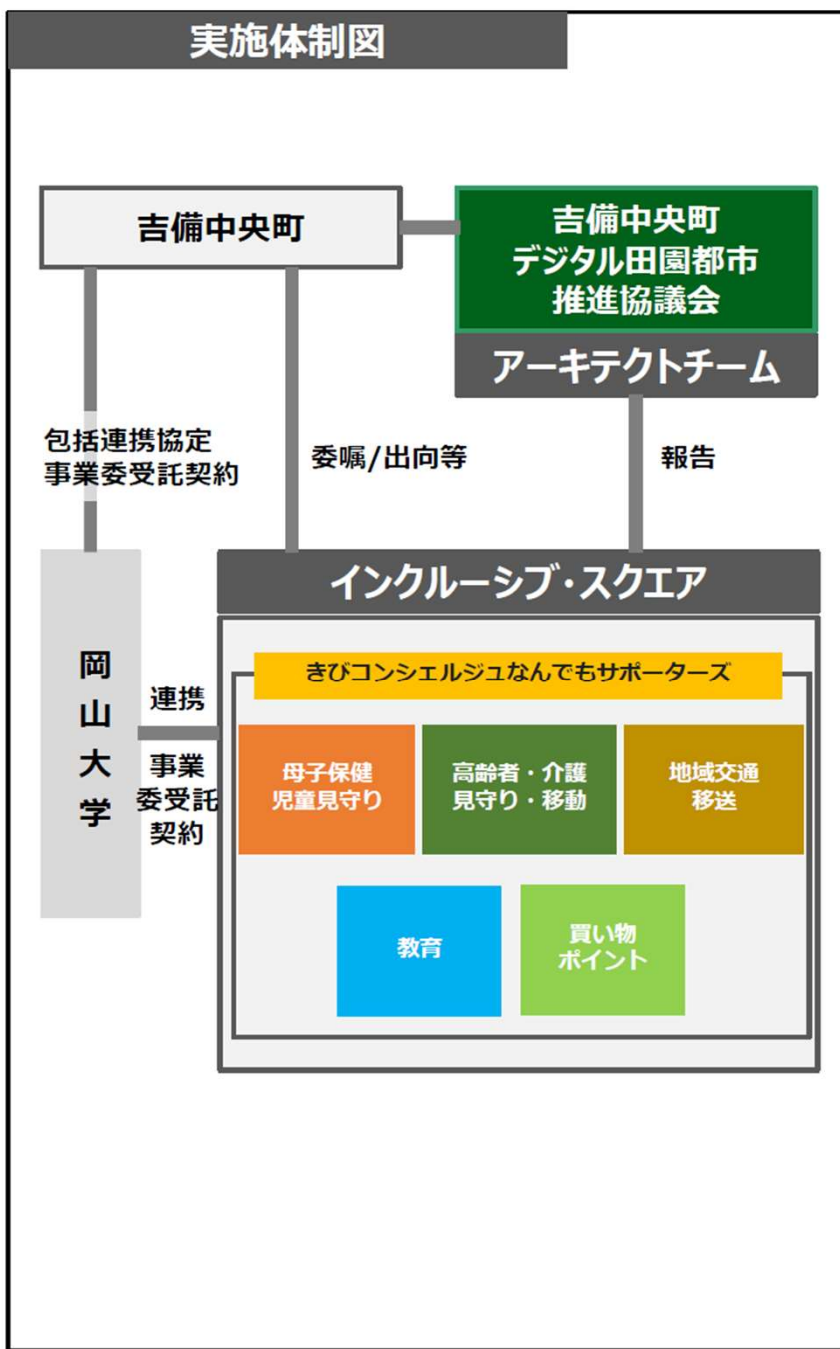 実施体制図
吉備中央町
吉備中央町
デジタル田園都市
推進協議会
アーキテクトチーム
包括連携協定
事業委受託契約
委嘱/出向等
報告
岡山大学
連携
事業
委受託
契約
インクルーシブ・スクエア
きびコンシェルジュなんでもサポーターズ
母子保健
児童見守り
高齢者・介護
見守り・移動
地域交通
移送
教育
買い物
ポイント